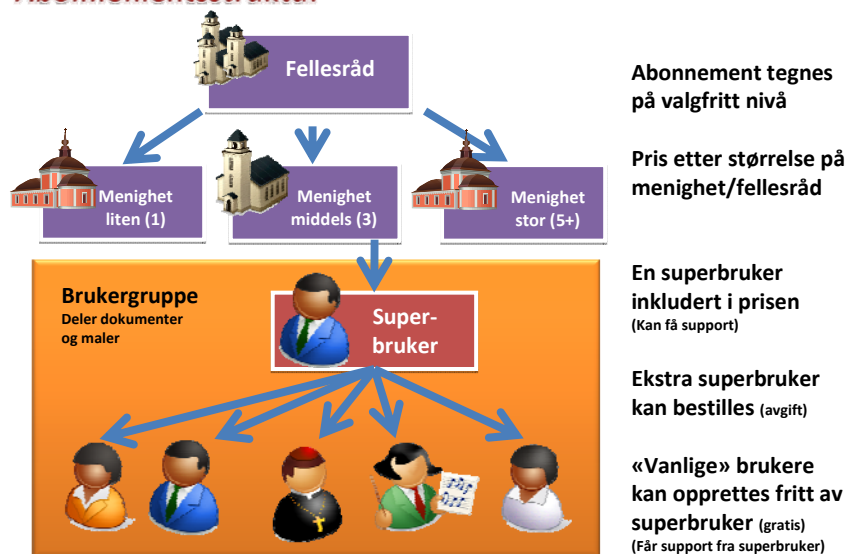 Abonnementsstruktur
Fellesråd
Menighet
liten (1)
Menighet
middels (3)
Menighet
stor (5+)
Brukergruppe
Deler dokumenter
og maler
Super-
bruker
Abonnement tegnes
på valgfritt nivå
Pris etter størrelse på
menighet/fellesråd
En superbruker
inkludert i prisen
(Kan få support)
Ekstra superbruker
kan bestilles (avgift)
«Vanlige» brukere
kan opprettes fritt av
superbruker (gratis)
(Får support fra superbruker)